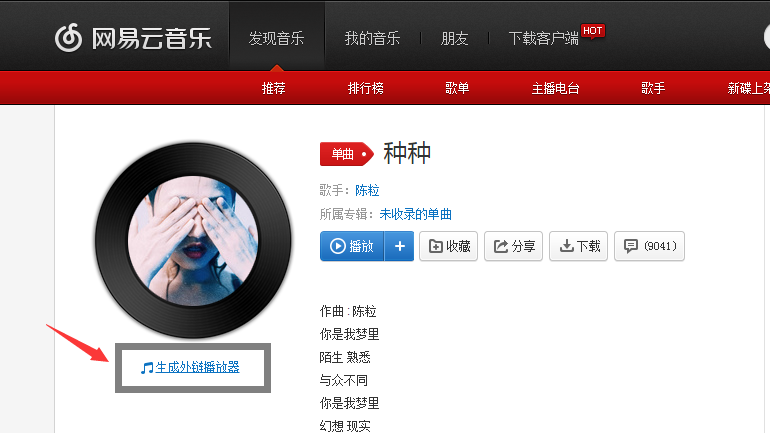 网易云音乐 发现音乐 我的音乐 朋友 下载客户端 HOT
推荐 排行榜 歌单 主播电台 歌手 新碟上架
单曲 种种
歌手：陈粒
所属专辑：未收录的单曲
播放 + 收藏 分享 下载 (9041)
生成外链播放器
作曲 : 陈粒
你是我梦里
陌生 熟悉
与众不同
你是我梦里
幻想 现实